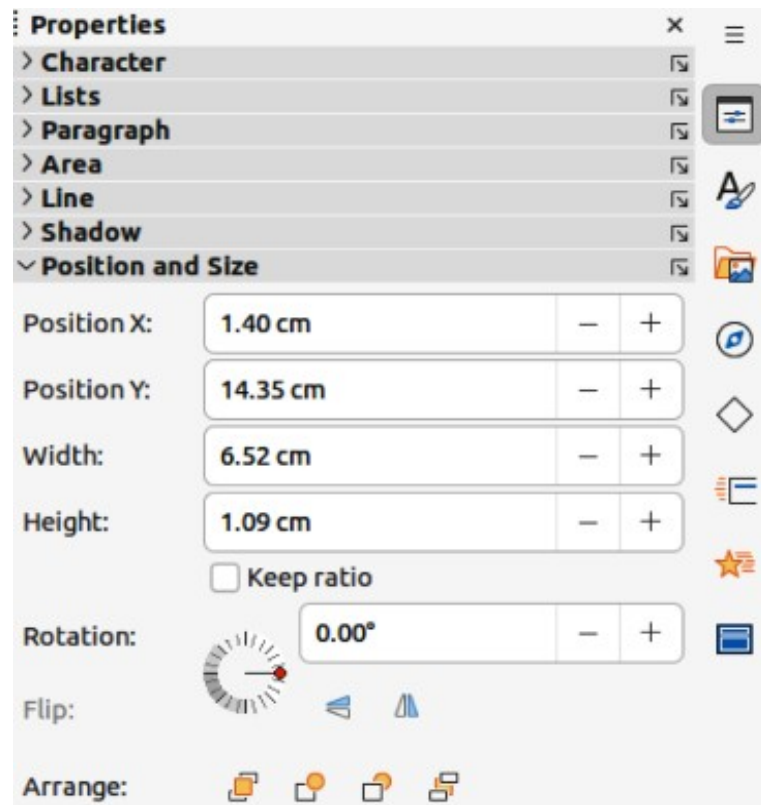 Properties
Character
Lists
Paragraph
Area
Line
Shadow
Position and Size
Position X: 1.40 cm
Position Y: 14.35 cm
Width: 6.52 cm
Height: 1.09 cm
Keep ratio
Rotation: 0.00°
Flip:
Arrange: